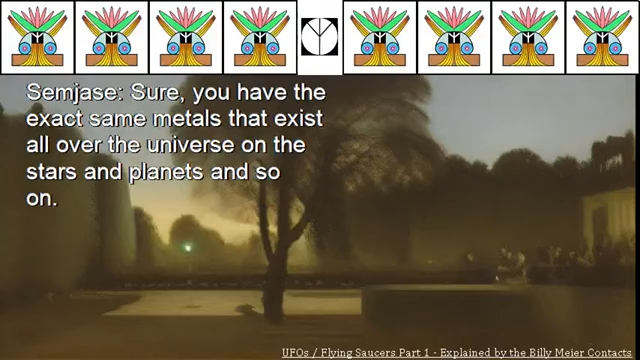 Semjase: Sure, you have the
exact same metals that exist
all over the universe on the
stars and planets and so
on.
UFOs / Flying Saucers Part 1 - Explained by the Billy Meier Contacts